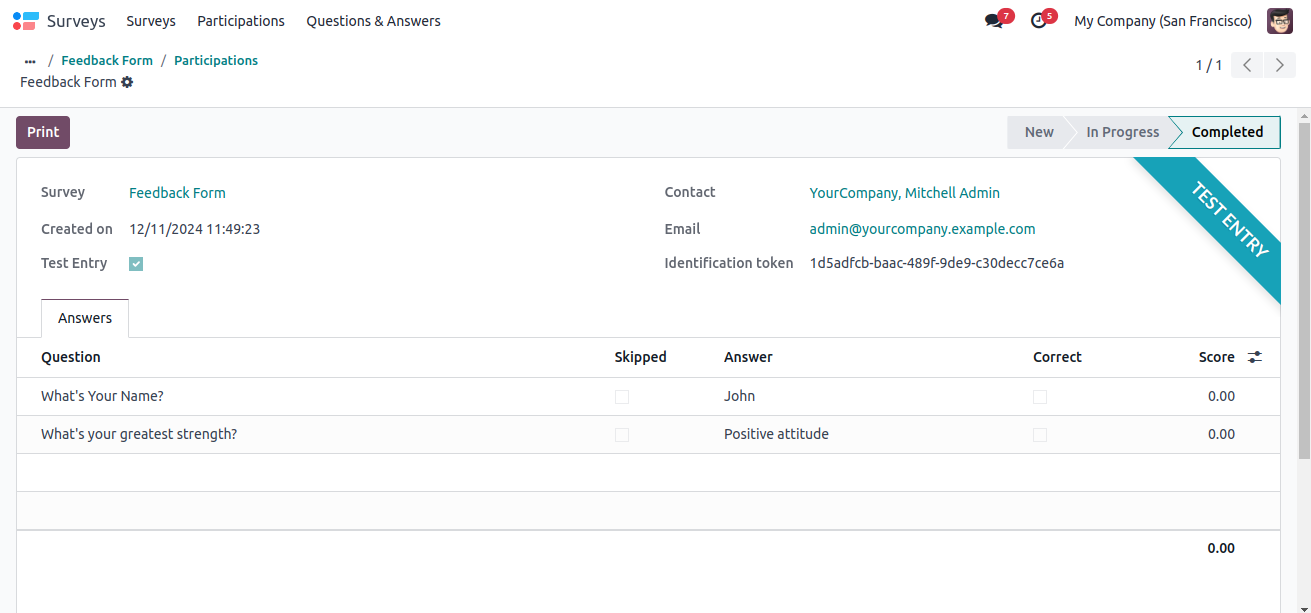 Surveys Surveys Participations Questions & Answers 7 5 My Company (San Francisco)
... / Feedback Form / Participations
Feedback Form
1 / 1
Print New In Progress Completed
TEST ENTRY
Survey Feedback Form Contact YourCompany, Mitchell Admin
Created on 12/11/2024 11:49:23 Email admin@yourcompany.example.com
Test Entry Identification token 1d5adfcb-baac-489f-9de9-c30decc7ce6a
Answers
Question Skipped Answer Correct Score
What's Your Name? John 0.00
What's your greatest strength? Positive attitude 0.00
0.00